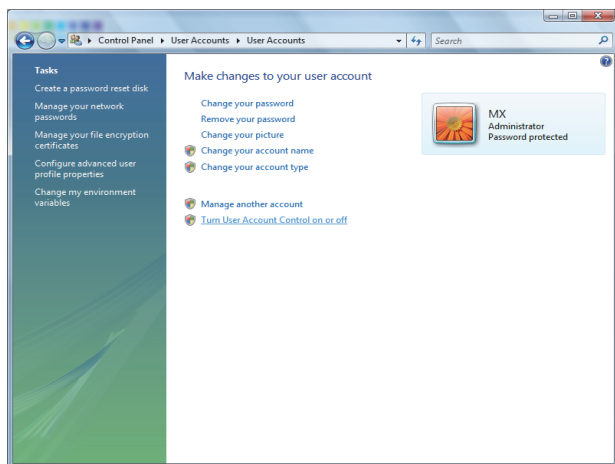 Control Panel ▸ User Accounts ▸ User Accounts
Search
Tasks
Create a password reset disk
Manage your network
passwords
Manage your file encryption
certificates
Configure advanced user
profile properties
Change my environment
variables
Make changes to your user account
Change your password
Remove your password
Change your picture
Change your account name
Change your account type
Manage another account
Turn User Account Control on or off
MX
Administrator
Password protected